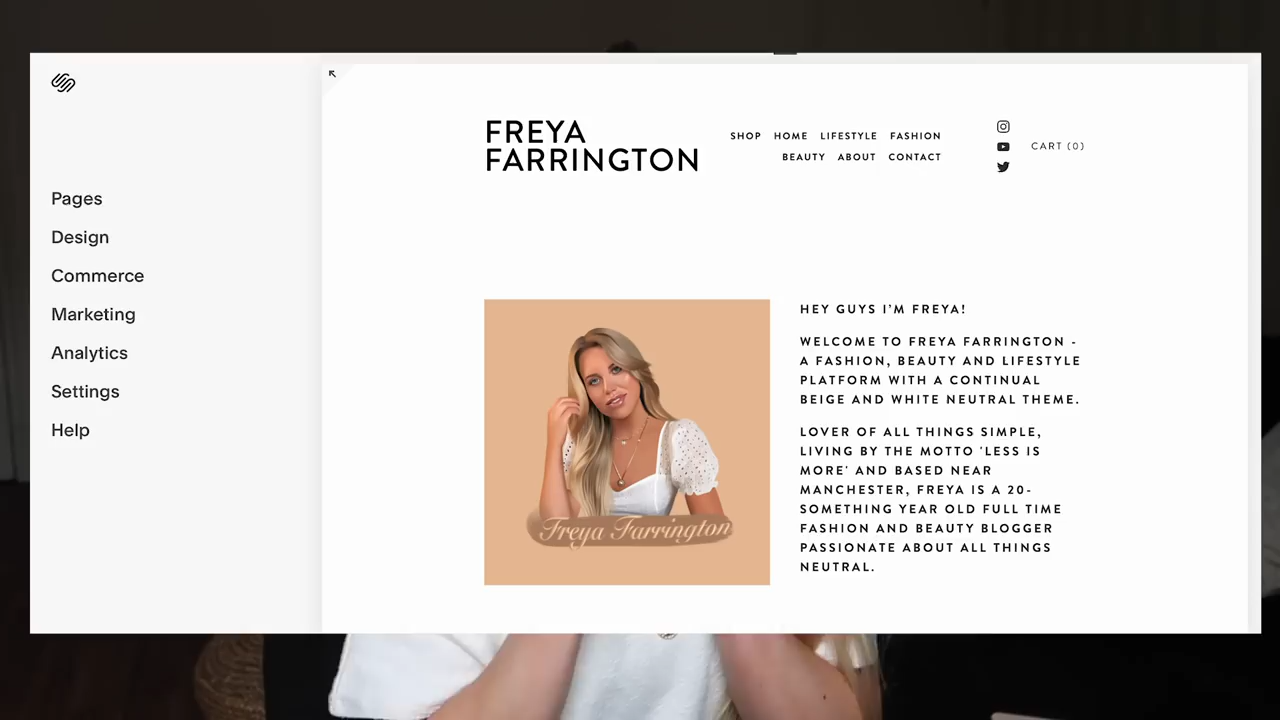 Pages
Design
Commerce
Marketing
Analytics
Settings
Help
FREYA
FARRINGTON
SHOP HOME LIFESTYLE FASHION
BEAUTY ABOUT CONTACT
CART (0)
Freya Farrington
HEY GUYS I'M FREYA!
WELCOME TO FREYA FARRINGTON -
A FASHION, BEAUTY AND LIFESTYLE
PLATFORM WITH A CONTINUAL
BEIGE AND WHITE NEUTRAL THEME.
LOVER OF ALL THINGS SIMPLE,
LIVING BY THE MOTTO 'LESS IS
MORE' AND BASED NEAR
MANCHESTER, FREYA IS A 20-
SOMETHING YEAR OLD FULL TIME
FASHION AND BEAUTY BLOGGER
PASSIONATE ABOUT ALL THINGS
NEUTRAL.